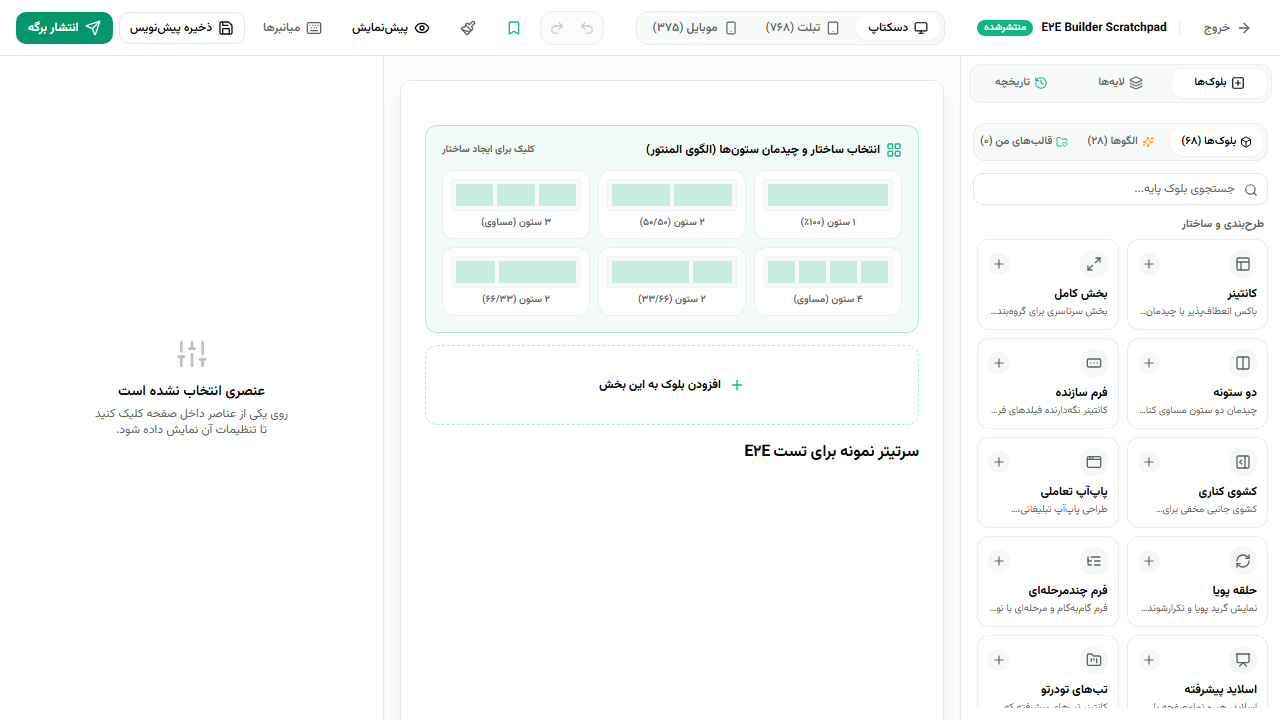 خروج
E2E Builder Scratchpad
منتشرشده
دسکتاپ
تبلت (۷۶۸)
موبایل (۳۷۵)
پیش‌نمایش
میانبرها
ذخیره پیش‌نویس
انتشار برگه
بلوک‌ها
لایه‌ها
تاریخچه
بلوک‌ها (۶۸)
الگوها (۲۸)
قالب‌های من (۰)
جستجوی بلوک پایه...
طرح‌بندی و ساختار
کانتینر
باکس انعطاف‌پذیر با چیدمان...
بخش کامل
بخش سرتاسری برای گروه‌بند...
دو ستونه
چیدمان دو ستون مساوی کنا...
فرم سازنده
کانتینر نگه‌دارنده فیلدهای فر...
کشوی کناری
کشوی جانبی مخفی برای...
پاپ‌آپ تعاملی
طراحی پاپ‌آپ تبلیغاتی،...
حلقه پویا
نمایش گرید پویا و تکرارشوند...
فرم چندمرحله‌ای
فرم گام‌به‌گام و مرحله‌ای با نو...
اسلاید پیشرفته
تب‌های تودرتو
انتخاب ساختار و چیدمان ستون‌ها (الگوی المنتور)
کلیک برای ایجاد ساختار
۱ ستون (۱۰۰٪)
۲ ستون (۵۰/۵۰)
۳ ستون (مساوی)
۴ ستون (مساوی)
۲ ستون (۳۳/۶۶)
۲ ستون (۶۶/۳۳)
افزودن بلوک به این بخش
سرتیتر نمونه برای تست E۲E
عنصری انتخاب نشده است
روی یکی از عناصر داخل صفحه کلیک کنید
تا تنظیمات آن نمایش داده شود.